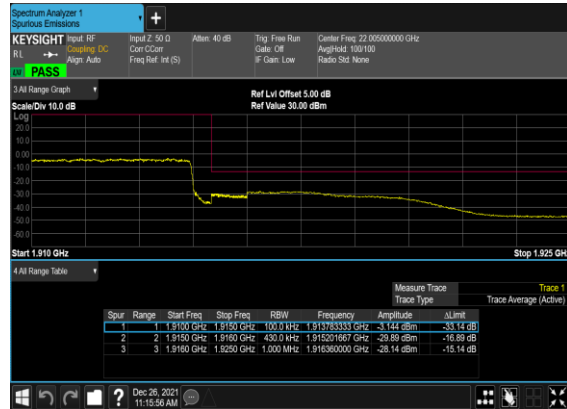 Spectrum Analyzer 1
Spurious Emissions
+
KEYSIGHT Input: RF Input Z: 50 Ω Atten: 40 dB Trig: Free Run Center Freq: 22.005000000 GHz
RL Coupling: DC Corr CCorr Gate: Off Avg|Hold: 100/100
Align: Auto Freq Ref: Int (S) IF Gain: Low Radio Std: None
PASS
3 All Range Graph Ref Lvl Offset 5.00 dB
Scale/Div 10.0 dB Ref Value 30.00 dBm
Log
20.0
10.0
0.00
-10.0
-20.0
-30.0
-40.0
-50.0
-60.0
Start 1.910 GHz Stop 1.925 GH
4 All Range Table
Measure Trace Trace 1
Trace Type Trace Average (Active)
Spur Range Start Freq Stop Freq RBW Frequency Amplitude ΔLimit
1 1 1.9100 GHz 1.9150 GHz 100.0 kHz 1.913783333 GHz -3.144 dBm -33.14 dB
2 2 1.9150 GHz 1.9160 GHz 430.0 kHz 1.915201667 GHz -29.89 dBm -16.89 dB
3 3 1.9160 GHz 1.9250 GHz 1.000 MHz 1.916360000 GHz -28.14 dBm -15.14 dB
? Dec 26, 2021
11:15:56 AM